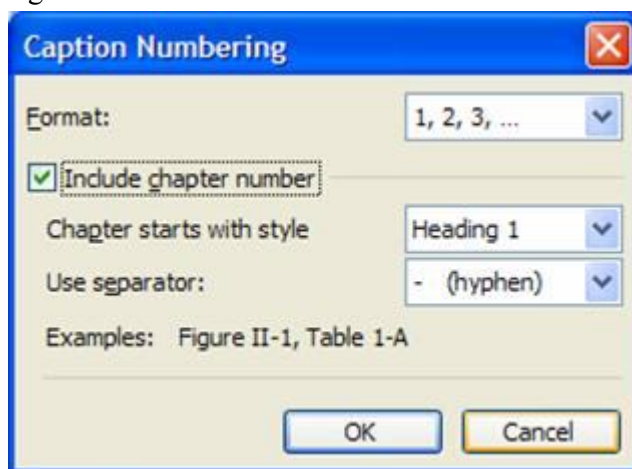 Caption Numbering
Format: 1, 2, 3, ...
Include chapter number
Chapter starts with style Heading 1
Use separator: - (hyphen)
Examples: Figure II-1, Table 1-A
OK Cancel